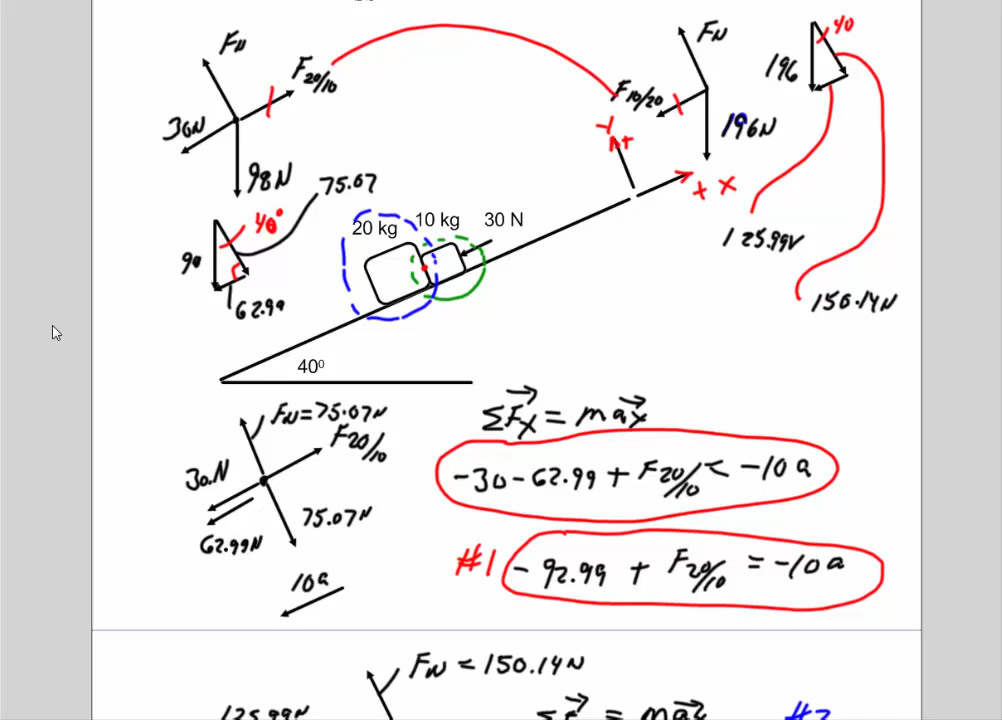 FN
F20/10
30N
98N
75.07
40°
90
62.99
20 kg
10 kg
30 N
40⁰
FN
F10/20
196N
+
+ X
40
196
125.99N
150.14N
FN=75.07N
F20/10
30.N
75.07N
62.99N
10a
ΣFx = max
-30-62.99 + F20/10 = -10a
#1 - 92.99 + F20/10 = -10a
FN = 150.14N
125.99N
ΣF = ma
#2